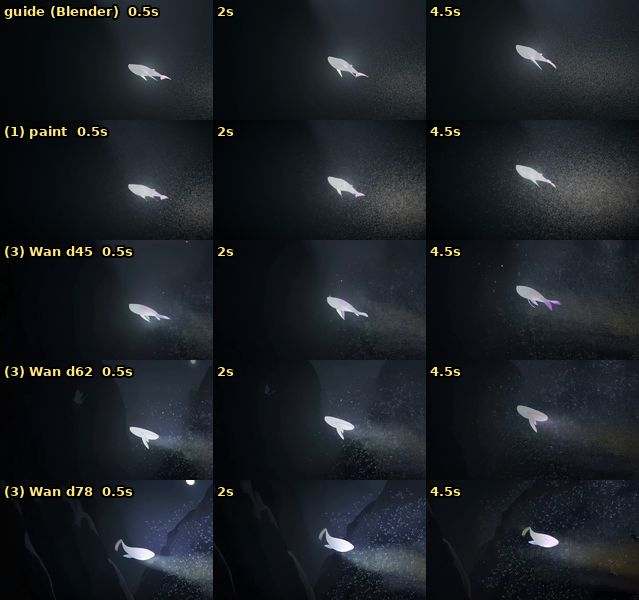 guide (Blender) 0.5s 2s 4.5s
(1) paint 0.5s 2s 4.5s
(3) Wan d45 0.5s 2s 4.5s
(3) Wan d62 0.5s 2s 4.5s
(3) Wan d78 0.5s 2s 4.5s